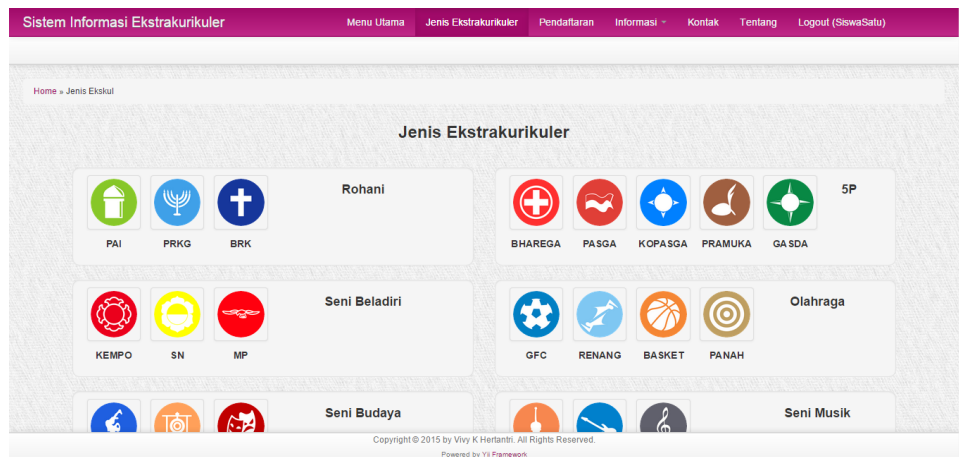 Sistem Informasi Ekstrakurikuler
Menu Utama Jenis Ekstrakurikuler Pendaftaran Informasi Kontak Tentang Logout (SiswaSatu)
Home » Jenis Ekskul
Jenis Ekstrakurikuler
Rohani
PAI PRKG BRK
5P
BHAREGA PASGA KOPASGA PRAMUKA GASDA
Seni Beladiri
KEMPO SN MP
Olahraga
GFC RENANG BASKET PANAH
Seni Budaya
Seni Musik
Copyright © 2015 by Vivy K Hertantri. All Rights Reserved.
Powered by Yii Framework